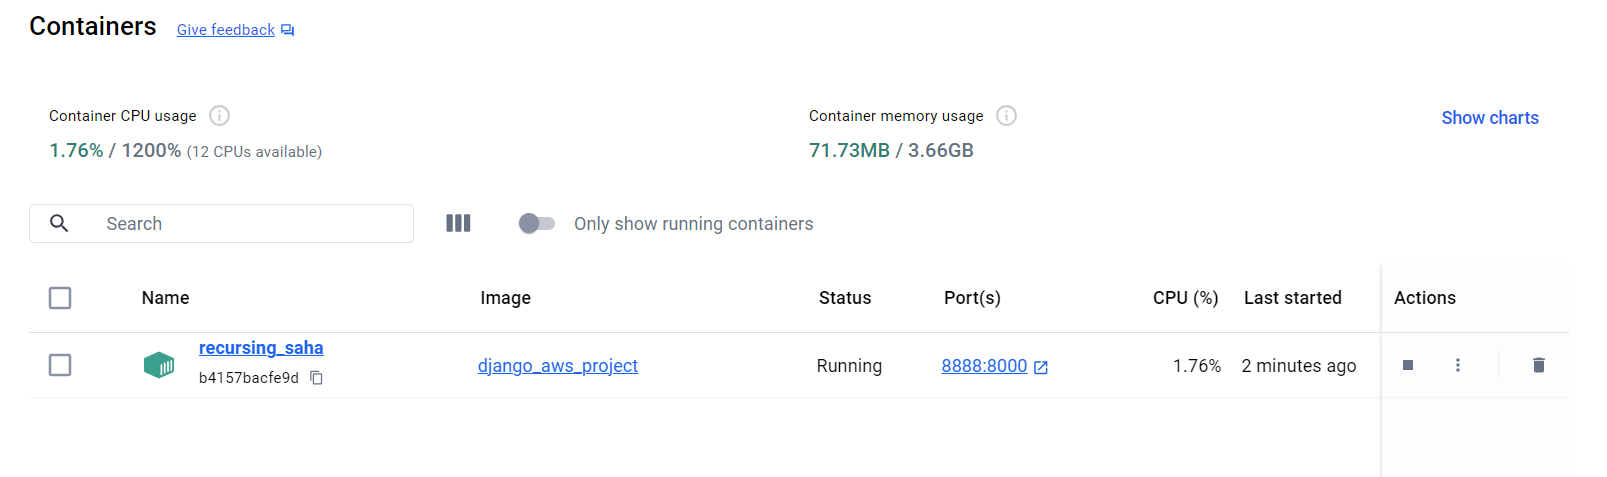 Containers Give feedback
Container CPU usage
1.76% / 1200% (12 CPUs available)
Container memory usage
71.73MB / 3.66GB
Show charts
Search
Only show running containers
Name Image Status Port(s) CPU (%) Last started Actions
recursing_saha
b4157bacfe9d
django_aws_project Running 8888:8000 1.76% 2 minutes ago